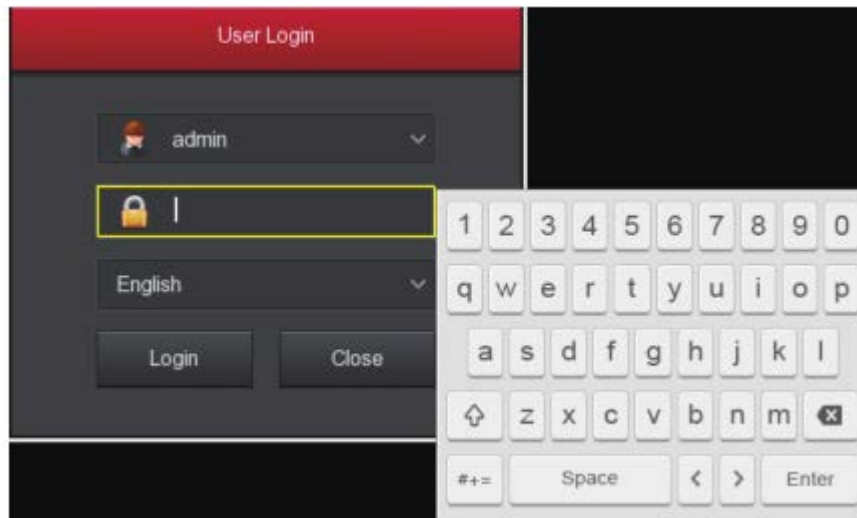 User Login
admin
English
Login Close
1 2 3 4 5 6 7 8 9 0
q w e r t y u i o p
a s d f g h j k l
z x c v b n m
#+= Space < > Enter